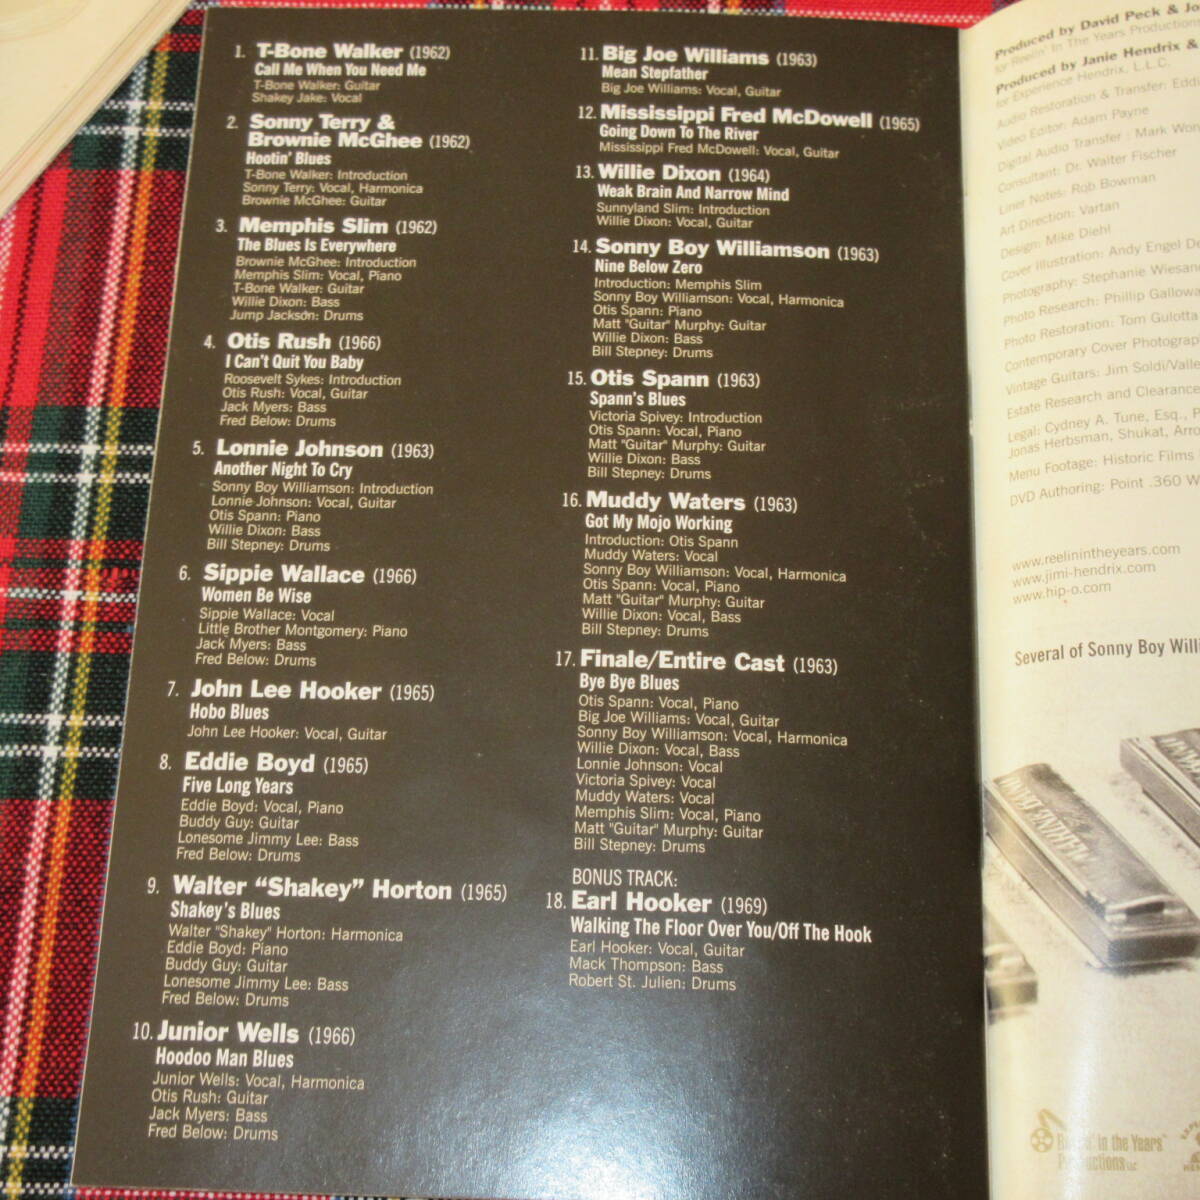 1. T-Bone Walker (1962)
Call Me When You Need Me
T-Bone Walker: Guitar
Shakey Jake: Vocal
2. Sonny Terry &
Brownie McGhee (1962)
Hootin' Blues
T-Bone Walker: Introduction
Sonny Terry: Vocal, Harmonica
Brownie McGhee: Guitar
3. Memphis Slim (1962)
The Blues Is Everywhere
Brownie McGhee: Introduction
Memphis Slim: Vocal, Piano
T-Bone Walker: Guitar
Willie Dixon: Bass
Jump Jackson: Drums
4. Otis Rush (1966)
I Can't Quit You Baby
Roosevelt Sykes: Introduction
Otis Rush: Vocal, Guitar
Jack Myers: Bass
Fred Below: Drums
5. Lonnie Johnson (1963)
Another Night To Cry
Sonny Boy Williamson: Introduction
Lonnie Johnson: Vocal, Guitar
Otis Spann: Piano
Willie Dixon: Bass
Bill Stepney: Drums
6. Sippie Wallace (1966)
Women Be Wise
Sippie Wallace: Vocal
Little Brother Montgomery: Piano
Jack Myers: Bass
Fred Below: Drums
7. John Lee Hooker (1965)
Hobo Blues
John Lee Hooker: Vocal, Guitar
8. Eddie Boyd (1965)
Five Long Years
Eddie Boyd: Vocal, Piano
Buddy Guy: Guitar
Lonesome Jimmy Lee: Bass
Fred Below: Drums
9. Walter “Shakey” Horton (1965)
Shakey's Blues
Walter "Shakey" Horton: Harmonica
Eddie Boyd: Piano
Buddy Guy: Guitar
Lonesome Jimmy Lee: Bass
Fred Below: Drums
10. Junior Wells (1966)
Hoodoo Man Blues
Junior Wells: Vocal, Harmonica
Otis Rush: Guitar
Jack Myers: Bass
Fred Below: Drums
11. Big Joe Williams (1963)
Mean Stepfather
Big Joe Williams: Vocal, Guitar
12. Mississippi Fred McDowell (1965)
Going Down To The River
Mississippi Fred McDowell: Vocal, Guitar
13. Willie Dixon (1964)
Weak Brain And Narrow Mind
Sunnyland Slim: Introduction
Willie Dixon: Vocal, Guitar
14. Sonny Boy Williamson (1963)
Nine Below Zero
Introduction: Memphis Slim
Sonny Boy Williamson: Vocal, Harmonica
Otis Spann: Piano
Matt "Guitar" Murphy: Guitar
Willie Dixon: Bass
Bill Stepney: Drums
15. Otis Spann (1963)
Spann's Blues
Victoria Spivey: Introduction
Otis Spann: Vocal, Piano
Matt "Guitar" Murphy: Guitar
Willie Dixon: Bass
Bill Stepney: Drums
16. Muddy Waters (1963)
Got My Mojo Working
Introduction: Otis Spann
Muddy Waters: Vocal
Sonny Boy Williamson: Vocal, Harmonica
Otis Spann: Vocal, Piano
Matt "Guitar" Murphy: Guitar
Willie Dixon: Vocal, Bass
Bill Stepney: Drums
17. Finale/Entire Cast (1963)
Bye Bye Blues
Otis Spann: Vocal, Piano
Big Joe Williams: Vocal, Guitar
Sonny Boy Williamson: Vocal, Harmonica
Willie Dixon: Vocal, Bass
Lonnie Johnson: Vocal
Victoria Spivey: Vocal
Muddy Waters: Vocal
Memphis Slim: Vocal, Piano
Matt "Guitar" Murphy: Guitar
Bill Stepney: Drums
BONUS TRACK:
18. Earl Hooker (1969)
Walking The Floor Over You/Off The Hook
Earl Hooker: Vocal, Guitar
Mack Thompson: Bass
Robert St. Julien: Drums
Produced by David Peck &
for Reelin' In The Years Productions
Produced by Janie Hendrix &
for Experience Hendrix, L.L.C.
Audio Restoration & Transfer:
Video Editor: Adam Payne
Digital Audio Transfer : Mark
Consultant: Dr. Walter Fischer
Liner Notes: Rob Bowman
Art Direction: Vartan
Design: Mike Diehl
Cover Illustration: Andy Engel
Photography: Stephanie
Photo Research: Phillip
Photo Restoration: Tom Gulotta
Contemporary Cover
Vintage Guitars: Jim
Estate Research and Clearance
Legal: Cydney A. Tune, Esq.,
Jonas Herbsman, Shukat,
Menu Footage: Historic Films
DVD Authoring: Point .360
www.reelinintheyears.com
www.jimi-hendrix.com
www.hip-o.com
Several of Sonny Boy
MARINE BAND
in the Years